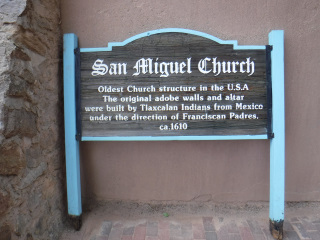 San Miguel Church
Oldest Church structure in the U.S.A
The original adobe walls and altar
were built by Tlaxcalan Indians from Mexico
under the direction of Franciscan Padres.
ca.1610